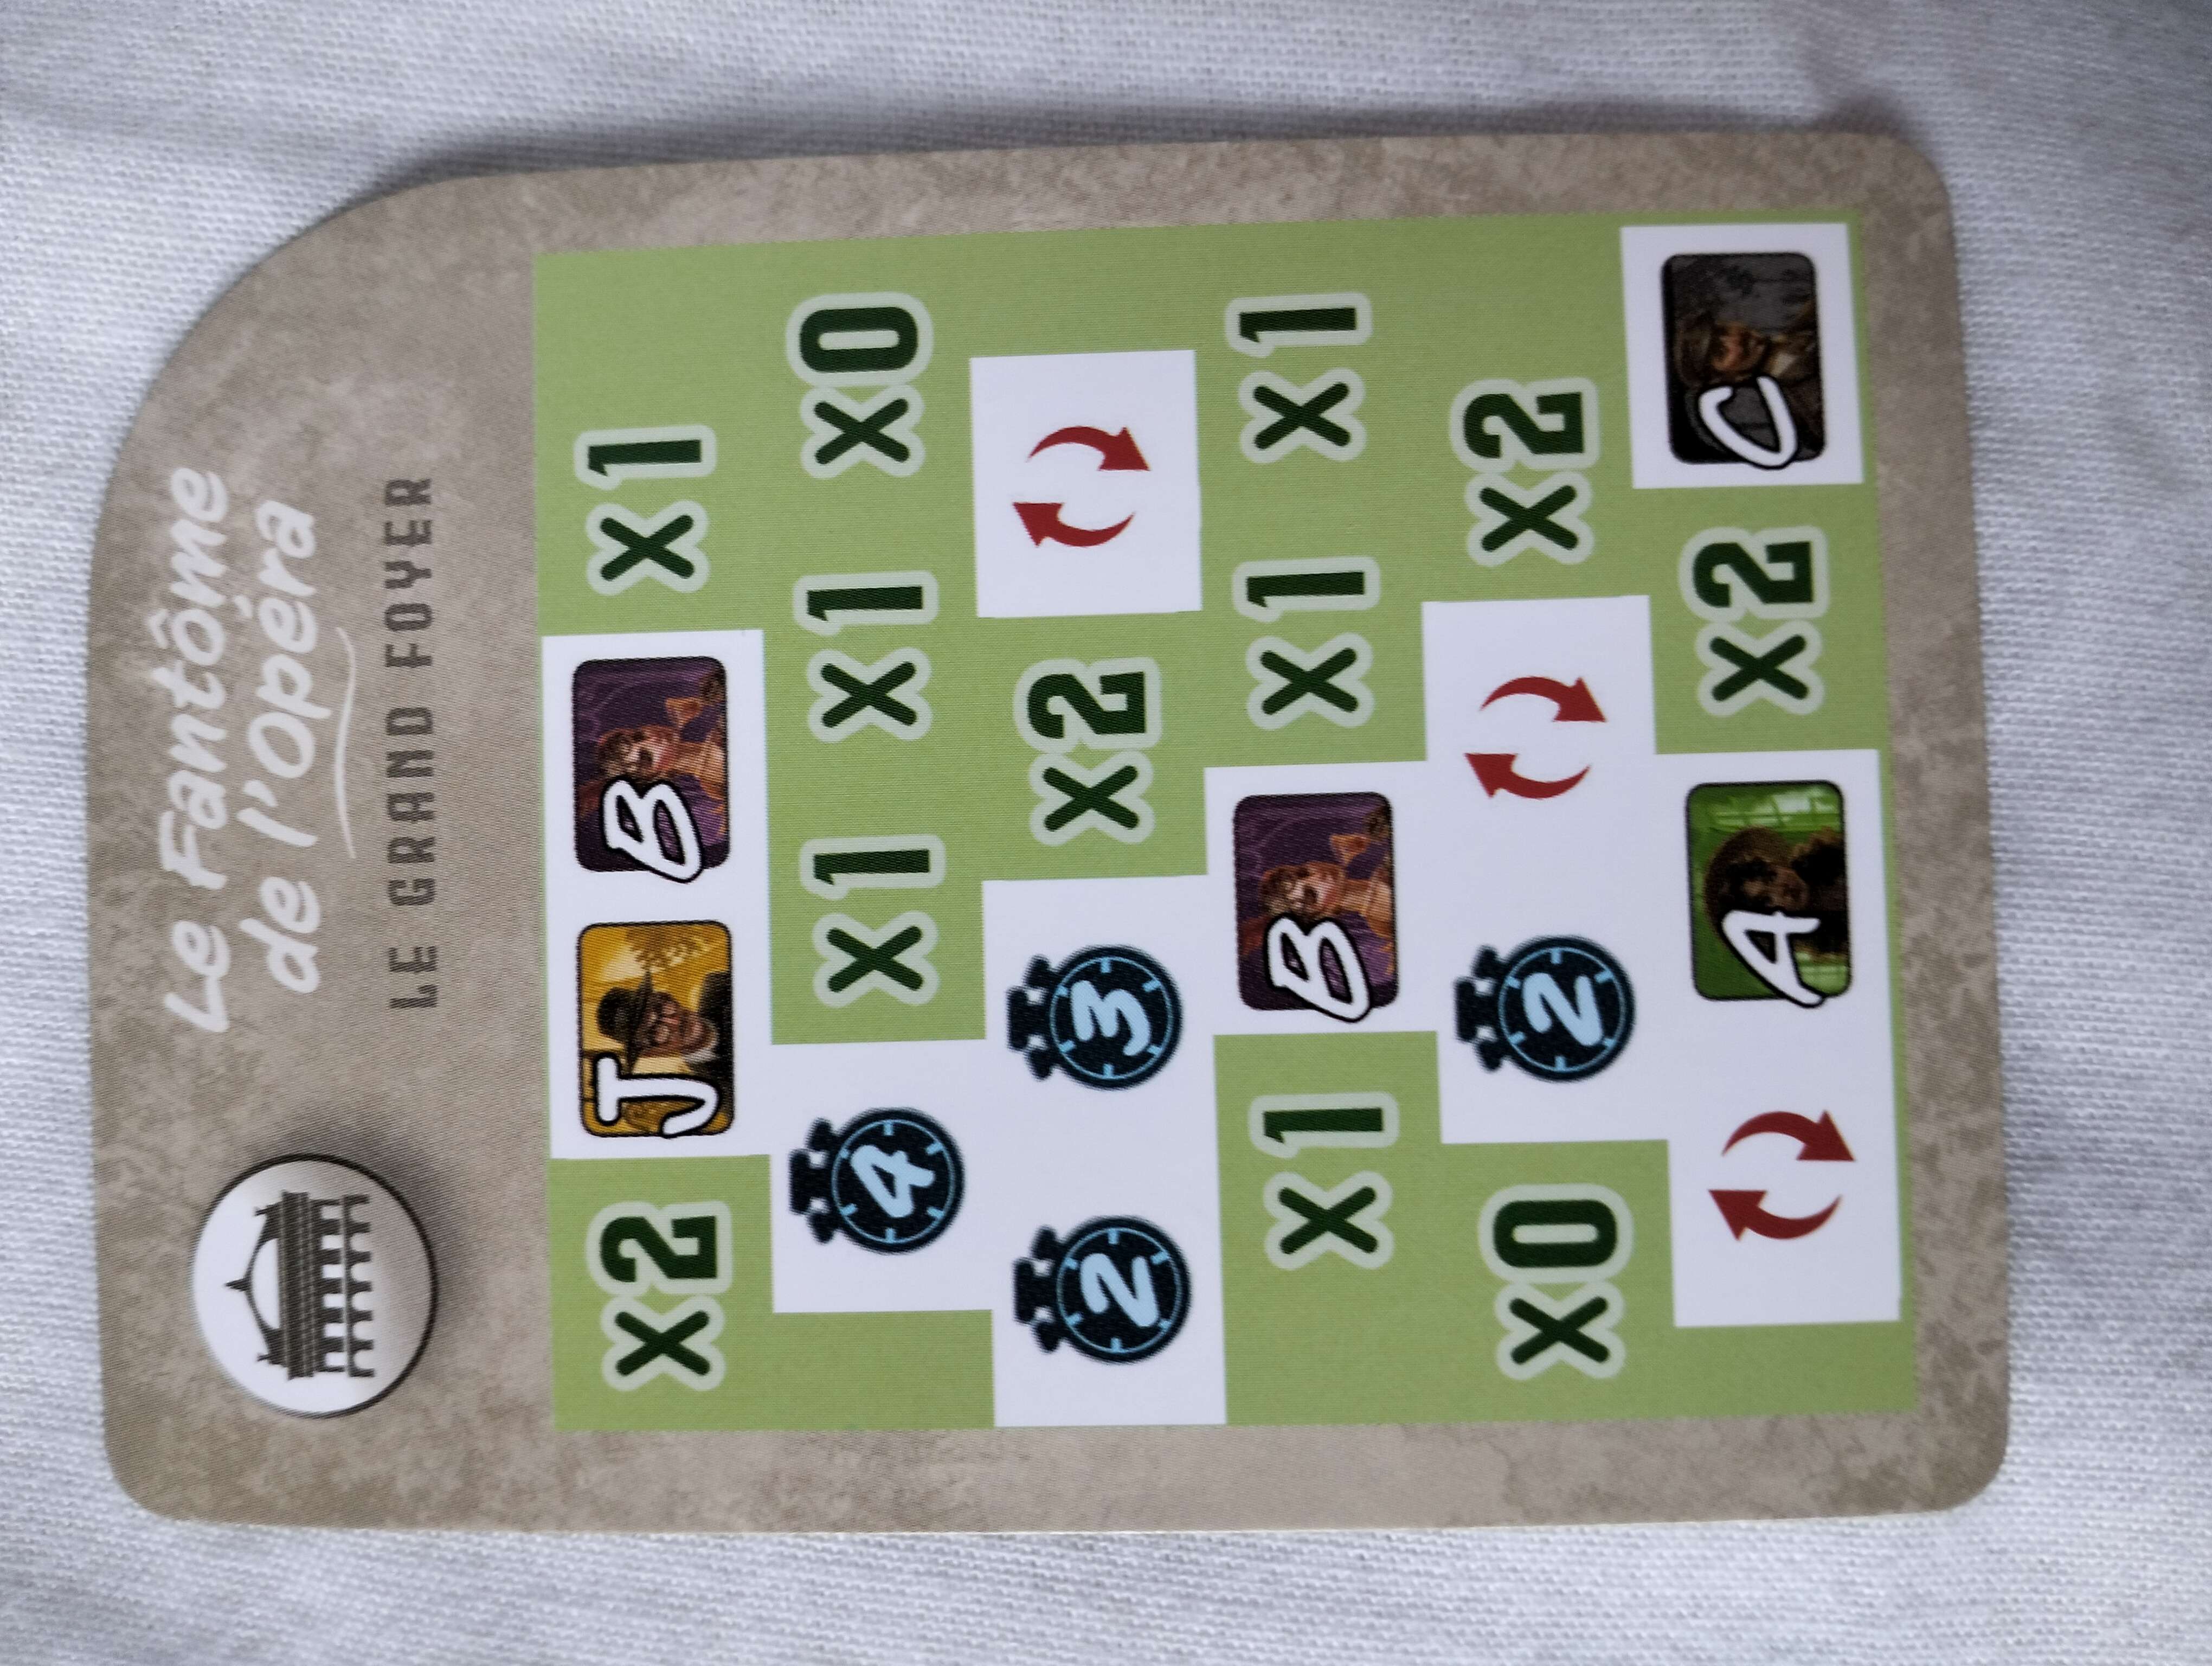 Le Fantôme
de l'Opéra
LE GRAND FOYER
x2 J B x1
4 x1 x1 x0
2 3 x2
x1 B x1 x1
x0 2 x2
A x2 C